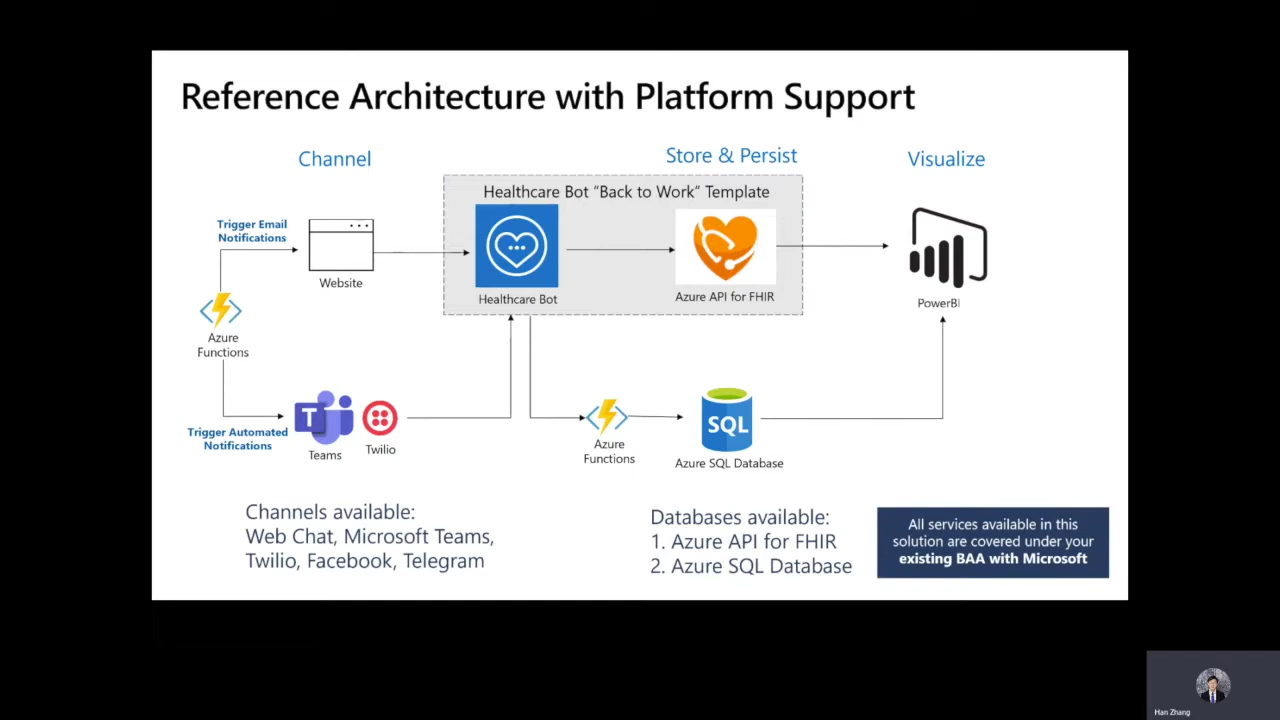 Reference Architecture with Platform Support
Channel
Store & Persist
Visualize
Healthcare Bot “Back to Work” Template
Trigger Email
Notifications
Website
Healthcare Bot
Azure API for FHIR
PowerBI
Azure
Functions
Trigger Automated
Notifications
T
Teams
Twilio
Azure
Functions
SQL
Azure SQL Database
Channels available:
Web Chat, Microsoft Teams,
Twilio, Facebook, Telegram
Databases available:
1. Azure API for FHIR
2. Azure SQL Database
All services available in this
solution are covered under your
existing BAA with Microsoft
Han Zhang